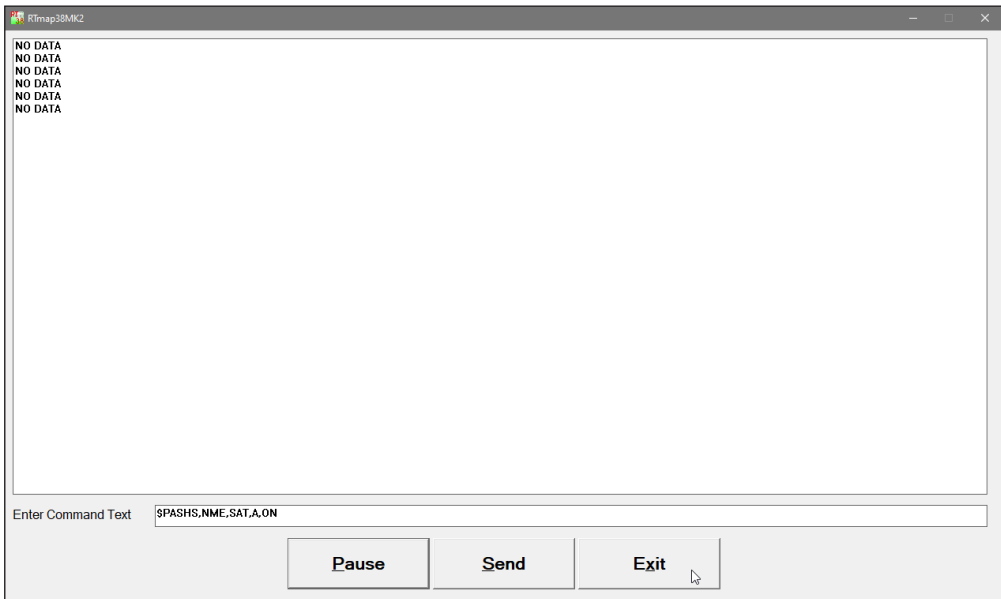 RTmap38MK2
NO DATA
NO DATA
NO DATA
NO DATA
NO DATA
NO DATA
Enter Command Text
$PASHS,NME,SAT,A,ON
Pause
Send
Exit